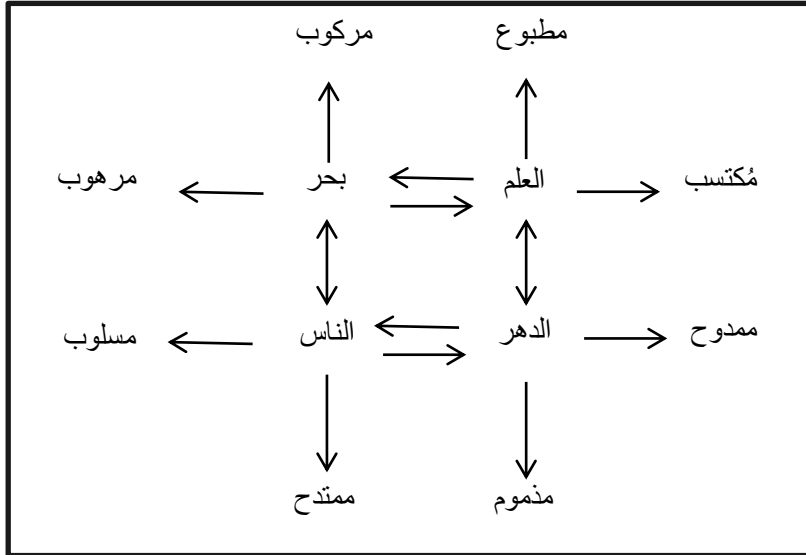 مطبوع مركوب
مُكتسب العلم بحر مرهوب
ممدوح الدهر الناس مسلوب
مذموم ممتدح